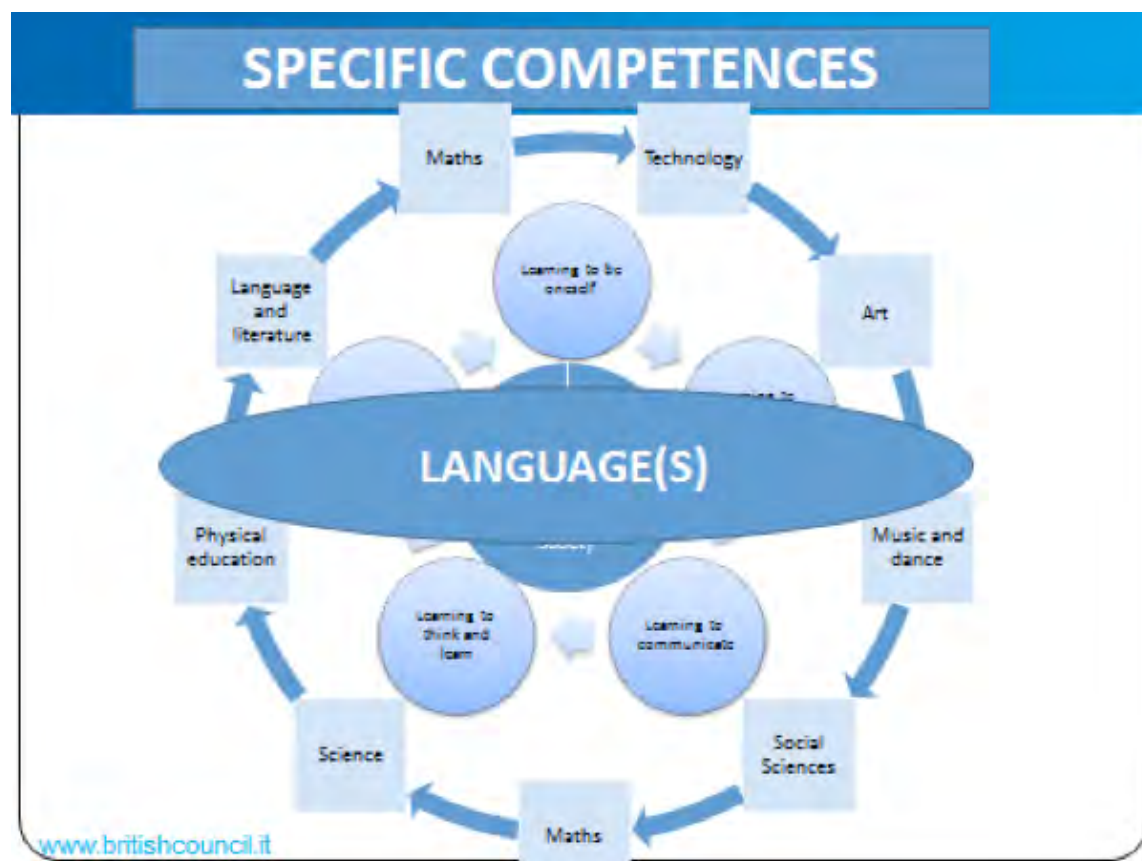 SPECIFIC COMPETENCES
Maths
Technology
Learning to be
oneself
Language
and
literature
Art
LANGUAGE(S)
Physical
education
Music and
dance
Learning to
think and
learn
Learning to
communicate
Science
Social
Sciences
Maths
www.britishcouncil.it